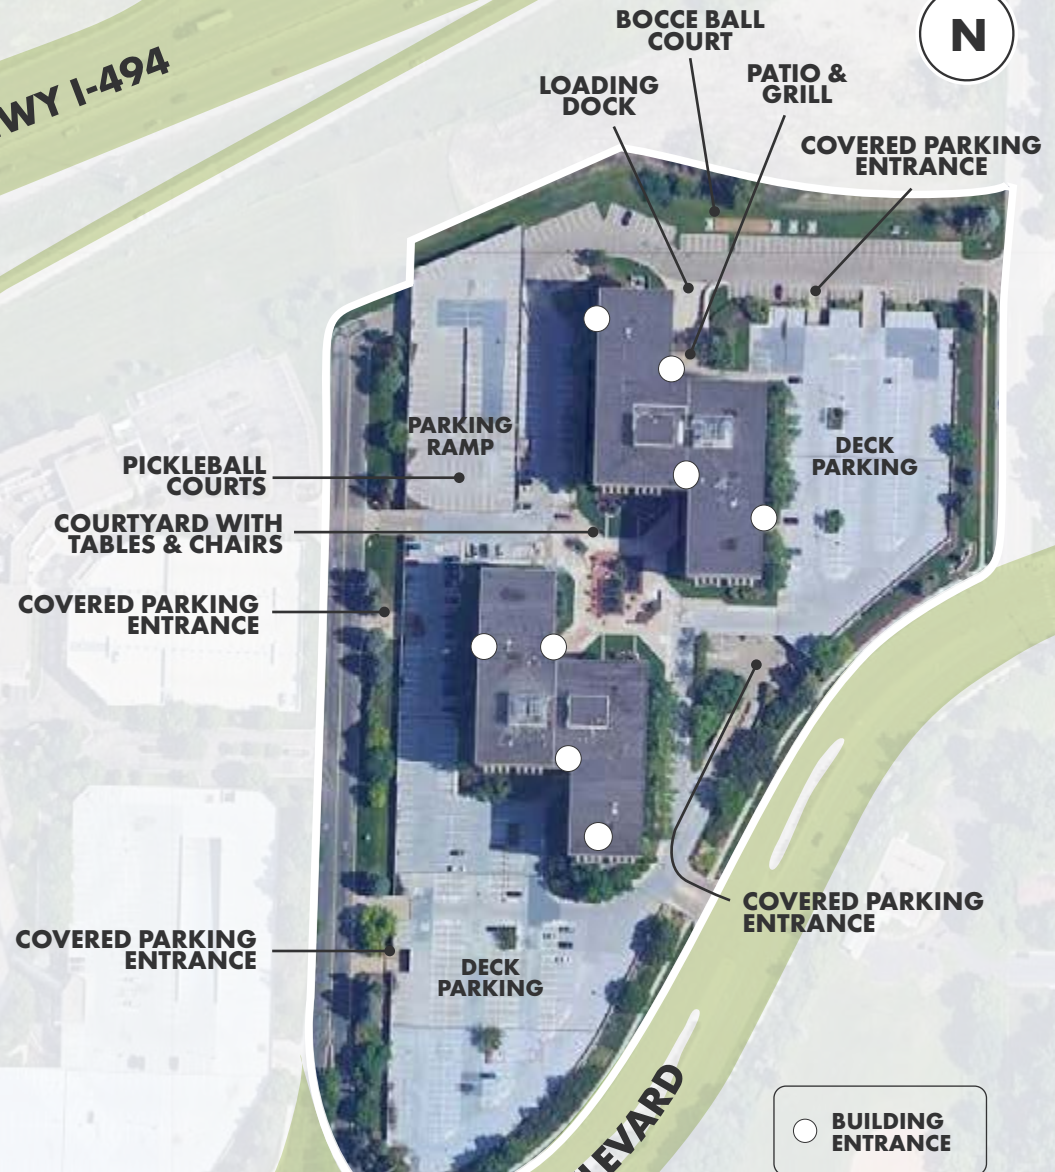 N
BOCCE BALL
COURT
LOADING
DOCK
PATIO &
GRILL
WY I-494
COVERED PARKING
ENTRANCE
PARKING
RAMP
DECK
PARKING
PICKLEBALL
COURTS
COURTYARD WITH
TABLES & CHAIRS
COVERED PARKING
ENTRANCE
COVERED PARKING
ENTRANCE
COVERED PARKING
ENTRANCE
DECK
PARKING
LEVARD
BUILDING
ENTRANCE